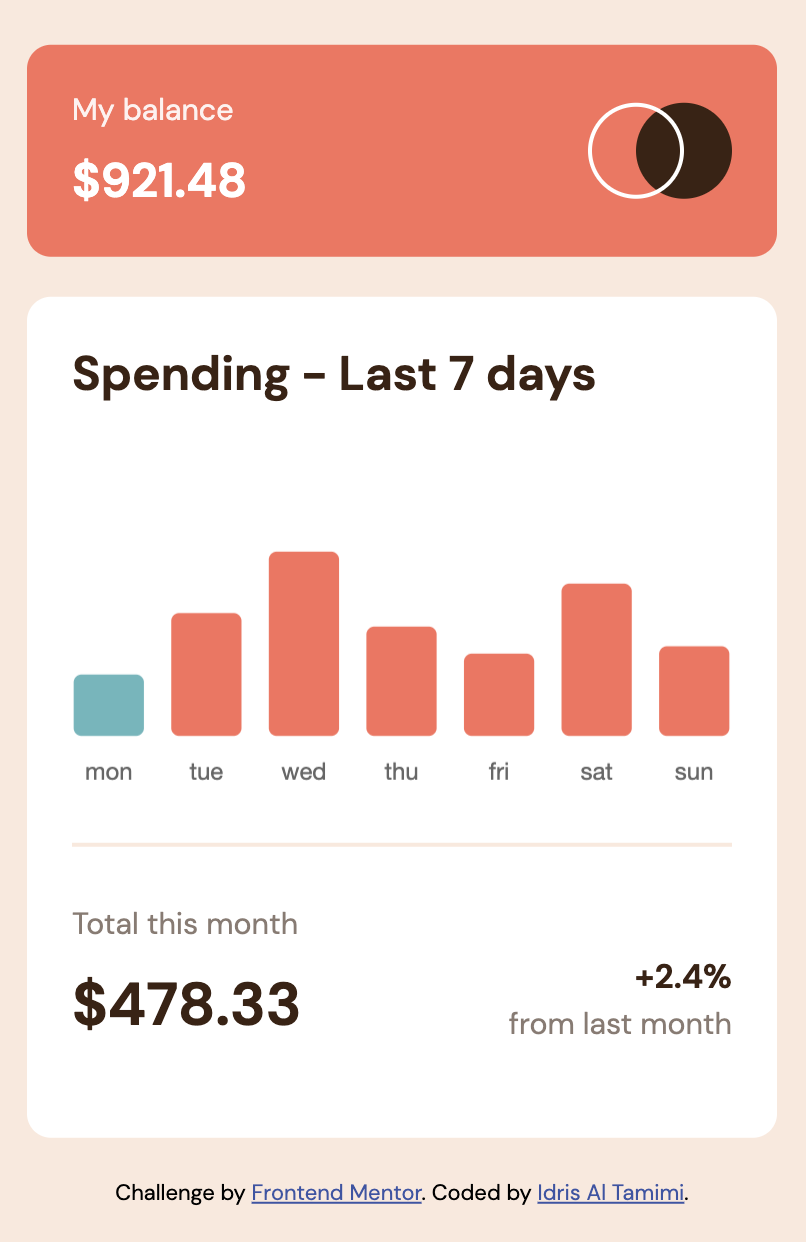 My balance
$921.48
Spending - Last 7 days
mon tue wed thu fri sat sun
Total this month
$478.33
+2.4%
from last month
Challenge by Frontend Mentor. Coded by Idris Al Tamimi.